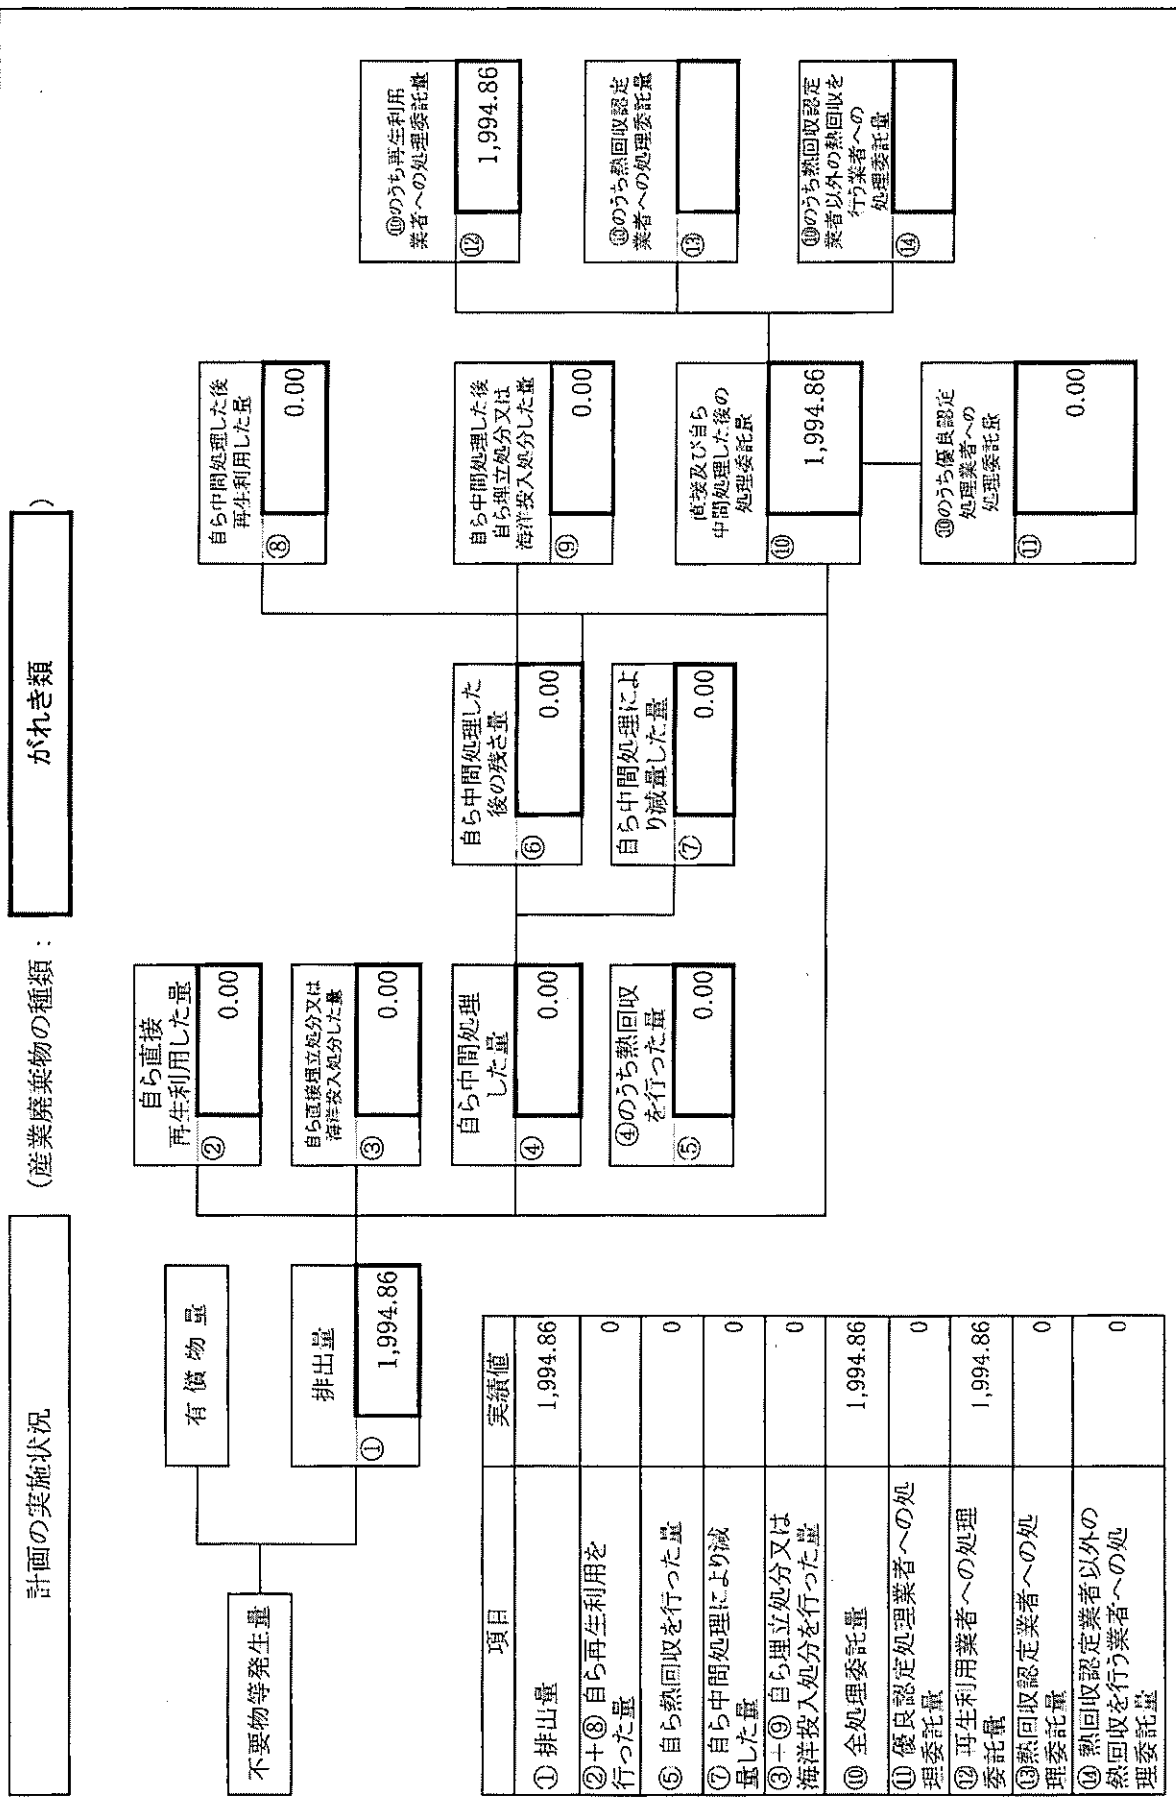 計画の実施状況
(産業廃棄物の種類:
がれき類
)
不要物等発生量
有償物量
排出量
①
1,994.86
自ら直接
再生利用した量
②
0.00
自ら直接埋立処分又は
海洋投入処分した量
③
0.00
自ら中間処理
した量
④
0.00
④のうち熱回収
を行った量
⑤
0.00
自ら中間処理した
後の残さ量
⑥
0.00
自ら中間処理によ
り減量した量
⑦
0.00
自ら中間処理した後
再生利用した量
⑧
0.00
自ら中間処理した後
自ら埋立処分又は
海洋投入処分した量
⑨
0.00
直接及び自ら
中間処理した後の
処理委託量
⑩
1,994.86
⑩のうち優良認定
処理業者への
処理委託量
⑪
0.00
⑩のうち再生利用
業者への処理委託量
⑫
1,994.86
⑩のうち熱回収認定
業者への処理委託量
⑬
⑩のうち熱回収認定
業者以外の熱回収を
行う業者への
処理委託量
⑭
項目 実績値
①排出量 1,994.86
②+⑧自ら再生利用を
行った量 0
⑤自ら熱回収を行った量 0
⑦自ら中間処理により減
量した量 0
③+⑨自ら埋立処分又は
海洋投入処分を行った量 0
⑩全処理委託量 1,994.86
⑪優良認定処理業者への処
理委託量 0
⑫再生利用業者への処理
委託量 1,994.86
⑬熱回収認定業者への処
理委託量 0
⑭熱回収認定業者以外の
熱回収を行う業者への処
理委託量 0